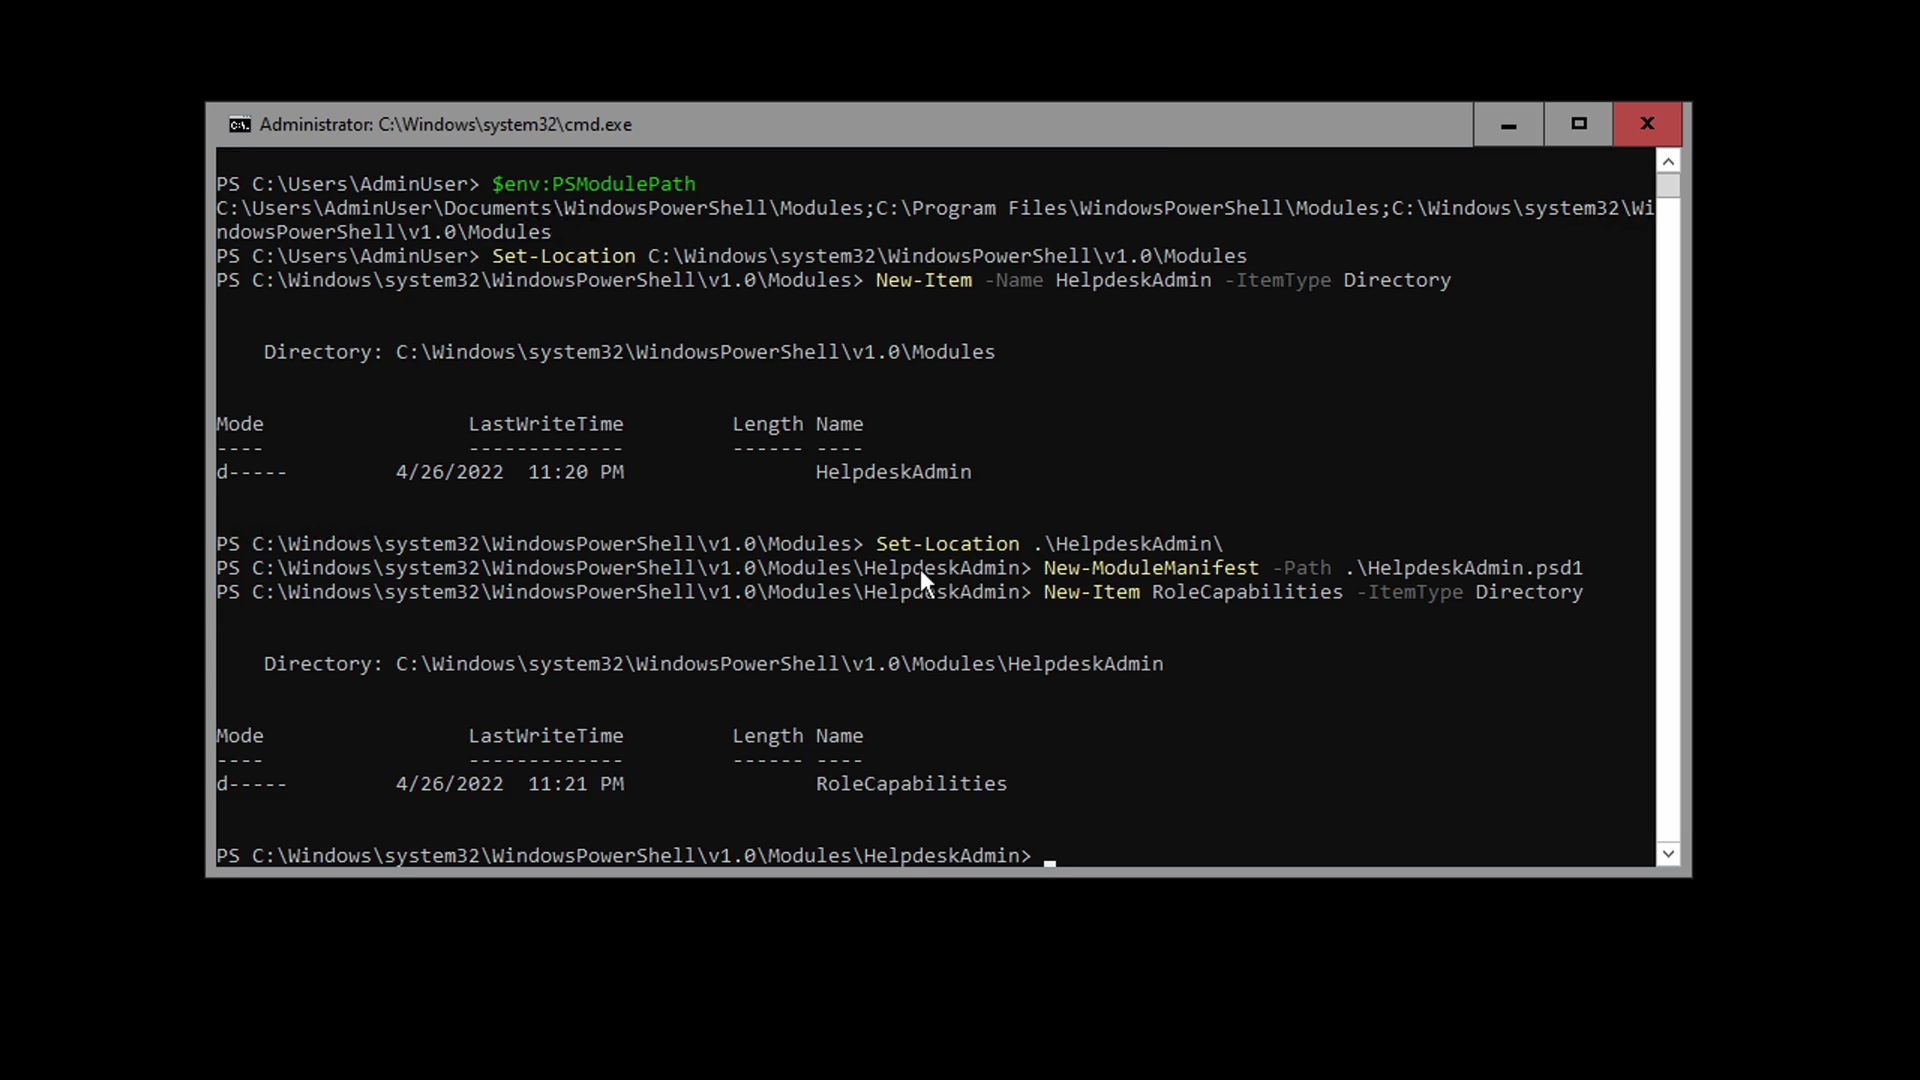 Administrator: C:\Windows\system32\cmd.exe
PS C:\Users\AdminUser> $env:PSModulePath
C:\Users\AdminUser\Documents\WindowsPowerShell\Modules;C:\Program Files\WindowsPowerShell\Modules;C:\Windows\system32\Wi
ndowsPowerShell\v1.0\Modules
PS C:\Users\AdminUser> Set-Location C:\Windows\system32\WindowsPowerShell\v1.0\Modules
PS C:\Windows\system32\WindowsPowerShell\v1.0\Modules> New-Item -Name HelpdeskAdmin -ItemType Directory
Directory: C:\Windows\system32\WindowsPowerShell\v1.0\Modules
Mode LastWriteTime Length Name
---- ------------- ------ ----
d----- 4/26/2022 11:20 PM HelpdeskAdmin
PS C:\Windows\system32\WindowsPowerShell\v1.0\Modules> Set-Location .\HelpdeskAdmin\
PS C:\Windows\system32\WindowsPowerShell\v1.0\Modules\HelpdeskAdmin> New-ModuleManifest -Path .\HelpdeskAdmin.psd1
PS C:\Windows\system32\WindowsPowerShell\v1.0\Modules\HelpdeskAdmin> New-Item RoleCapabilities -ItemType Directory
Directory: C:\Windows\system32\WindowsPowerShell\v1.0\Modules\HelpdeskAdmin
Mode LastWriteTime Length Name
---- ------------- ------ ----
d----- 4/26/2022 11:21 PM RoleCapabilities
PS C:\Windows\system32\WindowsPowerShell\v1.0\Modules\HelpdeskAdmin>